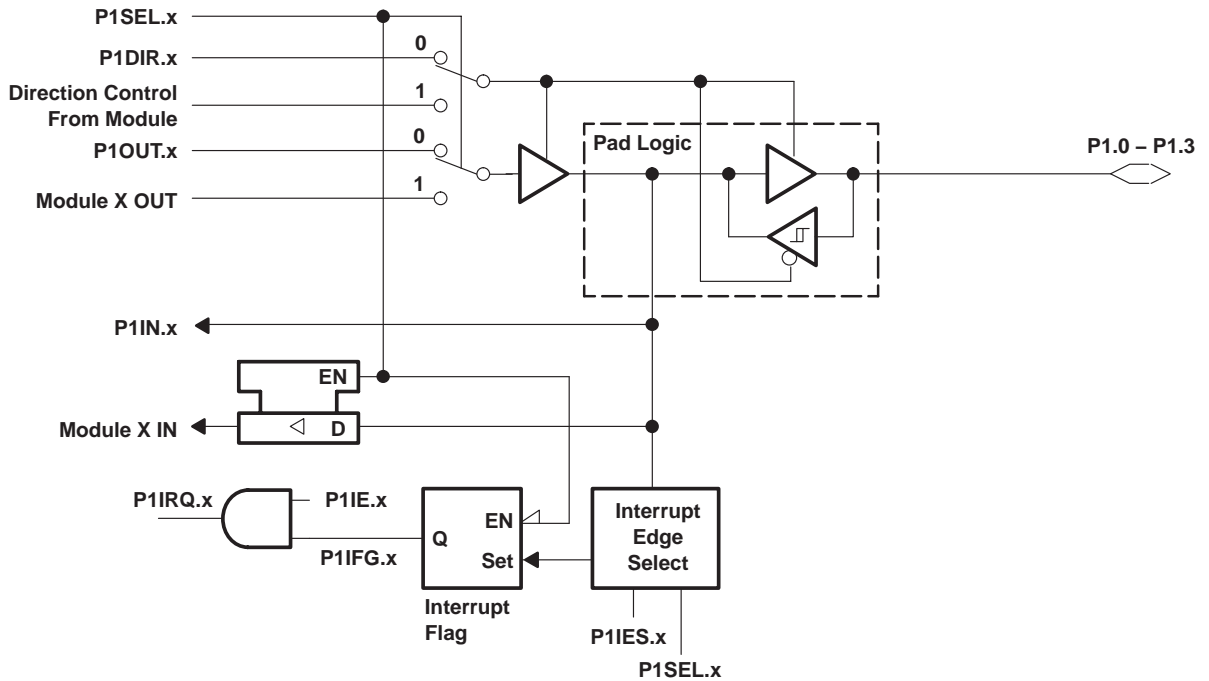 P1SEL.x
P1DIR.x
0
Direction Control
From Module
1
P1OUT.x
0
Module X OUT
1
Pad Logic
P1.0 – P1.3
P1IN.x
EN
Module X IN
D
P1IRQ.x
P1IE.x
P1IFG.x
EN
Q
Set
Interrupt
Flag
Interrupt
Edge
Select
P1IES.x
P1SEL.x